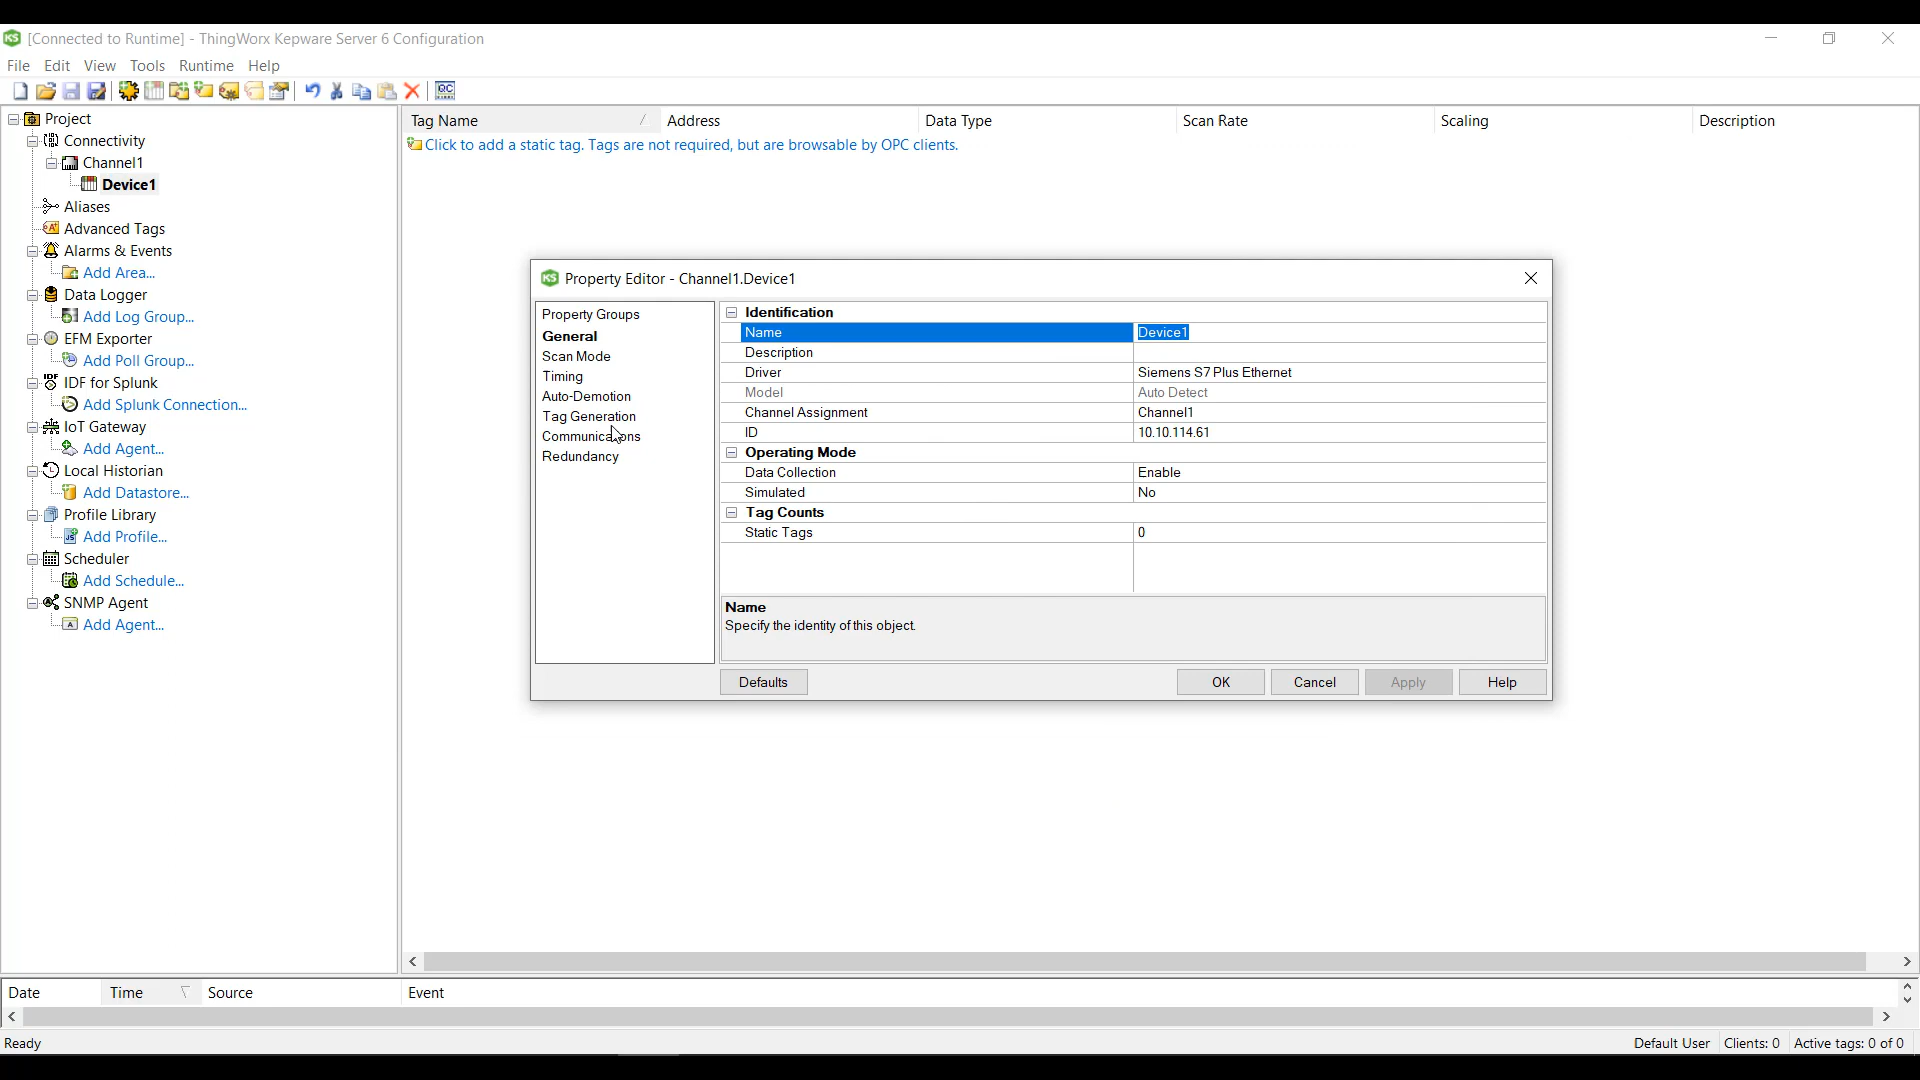 KS [Connected to Runtime] - ThingWorx Kepware Server 6 Configuration
File Edit View Tools Runtime Help
QC
Project
Connectivity
Channel1
Device1
Aliases
Advanced Tags
Alarms & Events
Add Area...
Data Logger
Add Log Group...
EFM Exporter
Add Poll Group...
IDF for Splunk
Add Splunk Connection...
IoT Gateway
Add Agent...
Local Historian
Add Datastore...
Profile Library
Add Profile...
Scheduler
Add Schedule...
SNMP Agent
Add Agent...
Tag Name Address Data Type Scan Rate Scaling Description
Click to add a static tag. Tags are not required, but are browsable by OPC clients.
KS Property Editor - Channel1.Device1
Property Groups
General
Scan Mode
Timing
Auto-Demotion
Tag Generation
Communications
Redundancy
Identification
Name Device1
Description
Driver Siemens S7 Plus Ethernet
Model Auto Detect
Channel Assignment Channel1
ID 10.10.114.61
Operating Mode
Data Collection Enable
Simulated No
Tag Counts
Static Tags 0
Name
Specify the identity of this object.
Defaults OK Cancel Apply Help
Date Time Source Event
Ready Default User Clients: 0 Active tags: 0 of 0